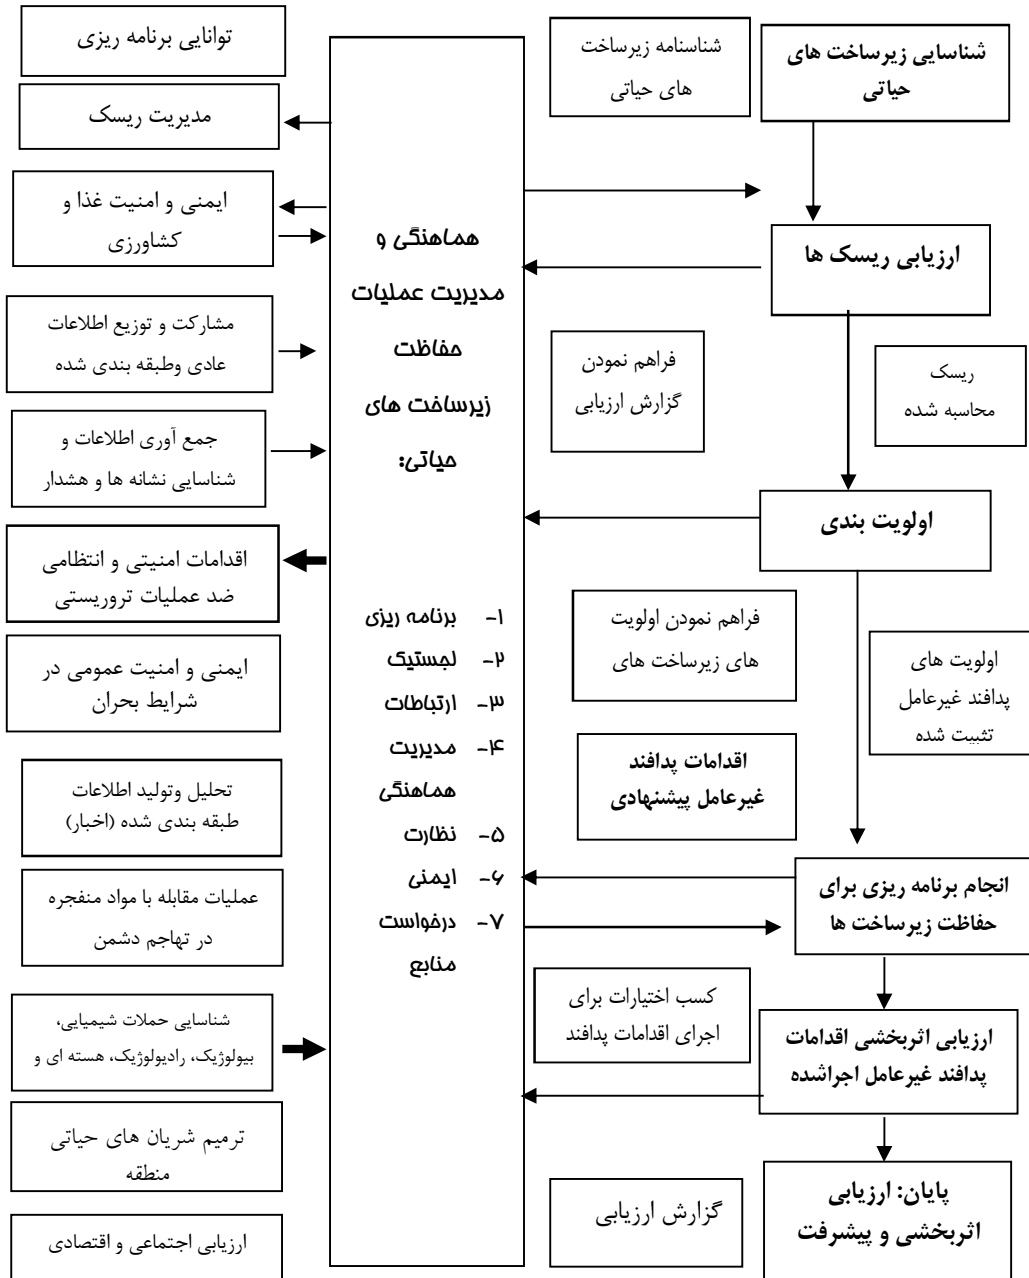 شناسایی زیرساخت های
حیاتی
ارزیابی ریسک ها
ریسک
محاسبه شده
اولویت بندی
اولویت های
پدافند غیرعامل
تثبیت شده
انجام برنامه ریزی برای
حفاظت زیرساخت ها
ارزیابی اثربخشی اقدامات
پدافند غیرعامل اجراشده
پایان: ارزیابی
اثربخشی و پیشرفت
شناسنامه زیرساخت
های حیاتی
فراهم نمودن
گزارش ارزیابی
فراهم نمودن اولویت
های زیرساخت های
اقدامات پدافند
غیرعامل پیشنهادی
کسب اختیارات برای
اجرای اقدامات پدافند
گزارش ارزیابی
هماهنگی و
مدیریت عملیات
حفاظت
زیرساخت های
حیاتی:
۱- برنامه ریزی
۲- لجستیک
۳- ارتباطات
۴- مدیریت
هماهنگی
۵- نظارت
۶- ایمنی
۷- درخواست
منابع
توانایی برنامه ریزی
مدیریت ریسک
ایمنی و امنیت غذا و
کشاورزی
مشارکت و توزیع اطلاعات
عادی وطبقه بندی شده
جمع آوری اطلاعات و
شناسایی نشانه ها و هشدار
اقدامات امنیتی و انتظامی
ضد عملیات تروریستی
ایمنی و امنیت عمومی در
شرایط بحران
تحلیل وتولید اطلاعات
طبقه بندی شده (اخبار)
عملیات مقابله با مواد منفجره
در تهاجم دشمن
شناسایی حملات شیمیایی،
بیولوژیک، رادیولوژیک، هسته ای و
ترمیم شریان های حیاتی
منطقه
ارزیابی اجتماعی و اقتصادی